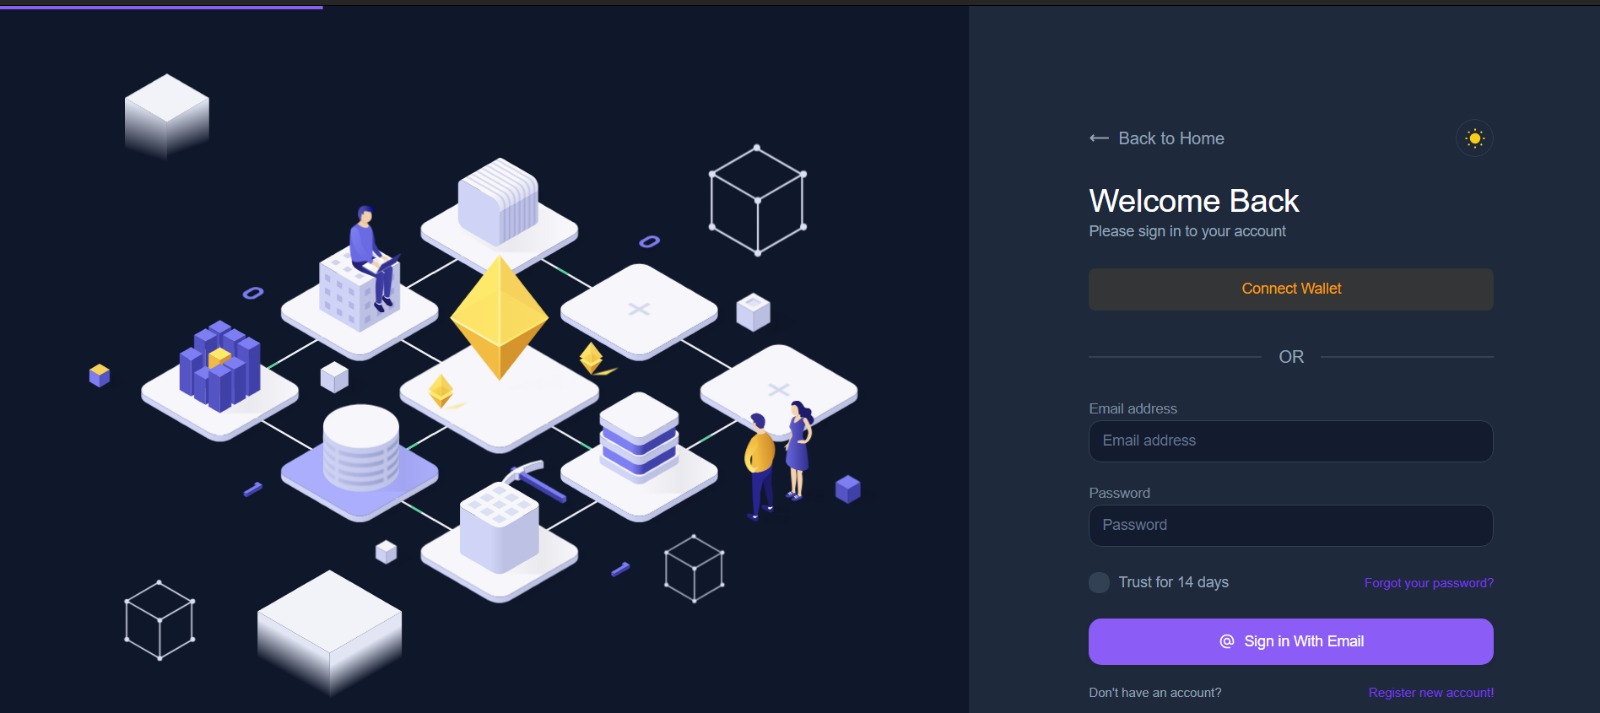 Back to Home
Welcome Back
Please sign in to your account
Connect Wallet
OR
Email address
Email address
Password
Password
Trust for 14 days
Forgot your password?
Sign in With Email
Don't have an account?
Register new account!